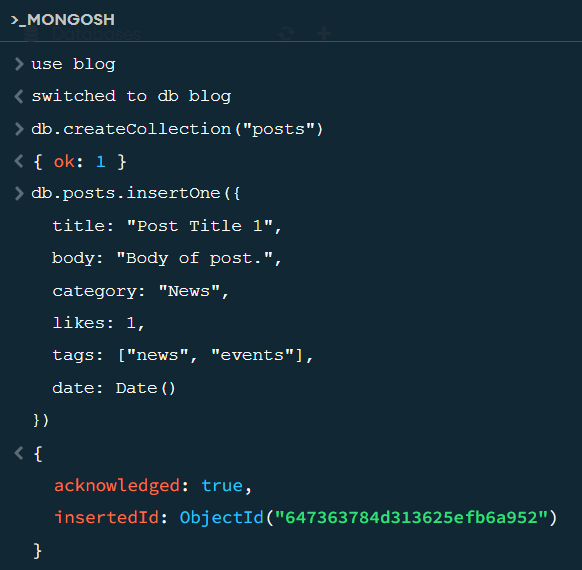 >_MONGOSH
> use blog
< switched to db blog
> db.createCollection("posts")
< { ok: 1 }
> db.posts.insertOne({
title: "Post Title 1",
body: "Body of post.",
category: "News",
likes: 1,
tags: ["news", "events"],
date: Date()
})
< {
acknowledged: true,
insertedId: ObjectId("647363784d313625efb6a952")
}